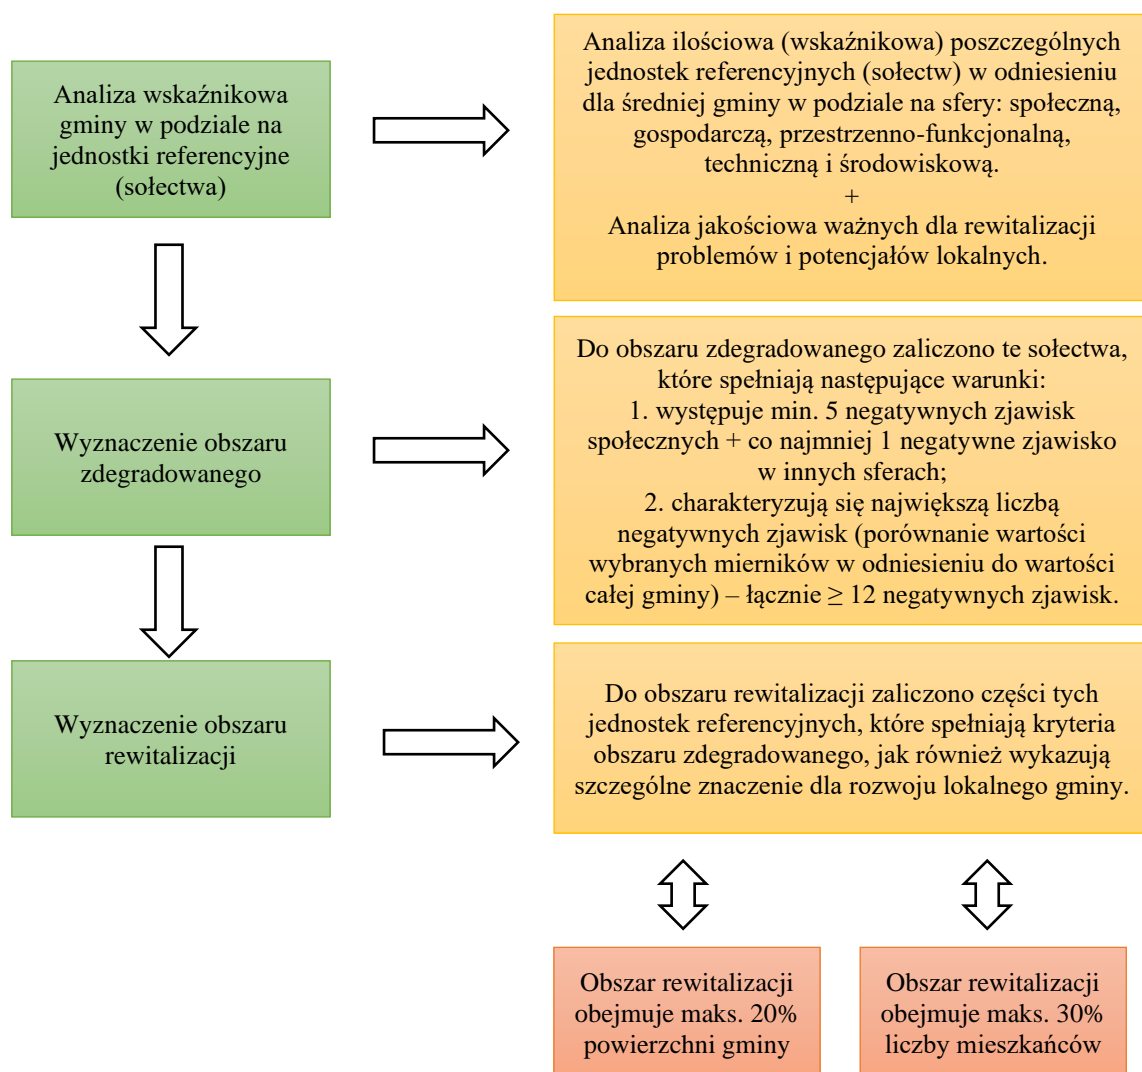 Analiza wskaźnikowa
gminy w podziale na
jednostki referencyjne
(sołectwa)
Analiza ilościowa (wskaźnikowa) poszczególnych
jednostek referencyjnych (sołectw) w odniesieniu
dla średniej gminy w podziale na sfery: społeczną,
gospodarczą, przestrzenno-funkcjonalną,
techniczną i środowiskową.
+
Analiza jakościowa ważnych dla rewitalizacji
problemów i potencjałów lokalnych.
Wyznaczenie obszaru
zdegradowanego
Do obszaru zdegradowanego zaliczono te sołectwa,
które spełniają następujące warunki:
1. występuje min. 5 negatywnych zjawisk
społecznych + co najmniej 1 negatywne zjawisko
w innych sferach;
2. charakteryzują się największą liczbą
negatywnych zjawisk (porównanie wartości
wybranych mierników w odniesieniu do wartości
całej gminy) – łącznie ≥ 12 negatywnych zjawisk.
Wyznaczenie obszaru
rewitalizacji
Do obszaru rewitalizacji zaliczono części tych
jednostek referencyjnych, które spełniają kryteria
obszaru zdegradowanego, jak również wykazują
szczególne znaczenie dla rozwoju lokalnego gminy.
Obszar rewitalizacji
obejmuje maks. 20%
powierzchni gminy
Obszar rewitalizacji
obejmuje maks. 30%
liczby mieszkańców